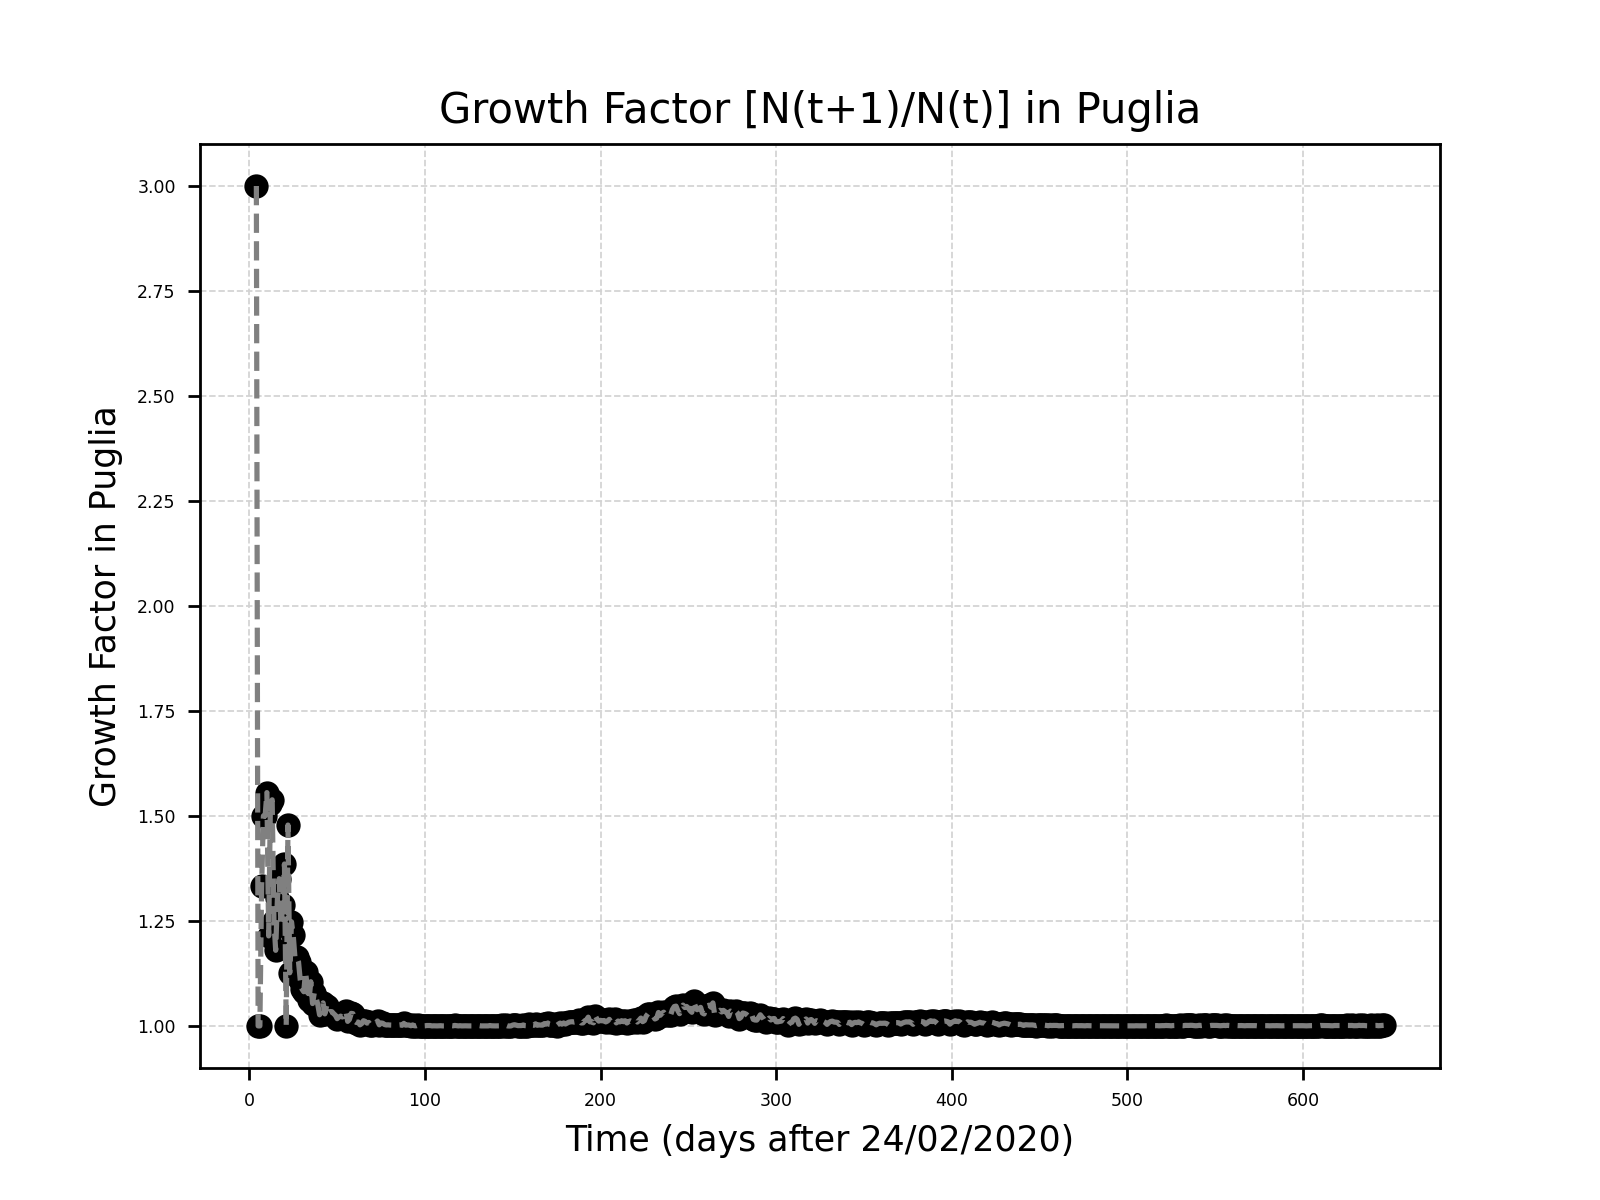 Growth Factor [N(t+1)/N(t)] in Puglia
Growth Factor in Puglia
3.00
2.75
2.50
2.25
2.00
1.75
1.50
1.25
1.00
0 100 200 300 400 500 600
Time (days after 24/02/2020)